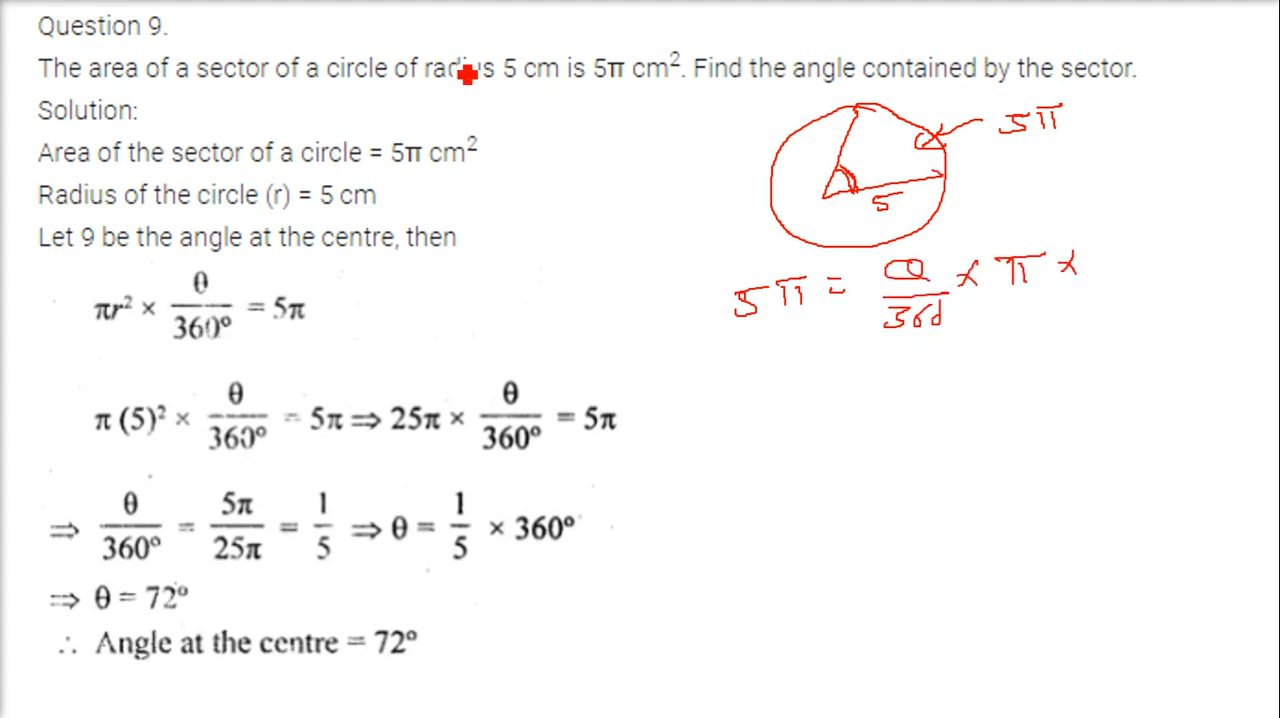 Question 9.
The area of a sector of a circle of radius 5 cm is 5π cm². Find the angle contained by the sector.
Solution:
Area of the sector of a circle = 5π cm²
Radius of the circle (r) = 5 cm
Let 9 be the angle at the centre, then
πr² × θ/360° = 5π
π (5)² × θ/360° = 5π ⇒ 25π × θ/360° = 5π
⇒ θ/360° = 5π/25π = 1/5 ⇒ θ = 1/5 × 360°
⇒ θ = 72°
∴ Angle at the centre = 72°
5π
5
5π = θ/360 × π ×